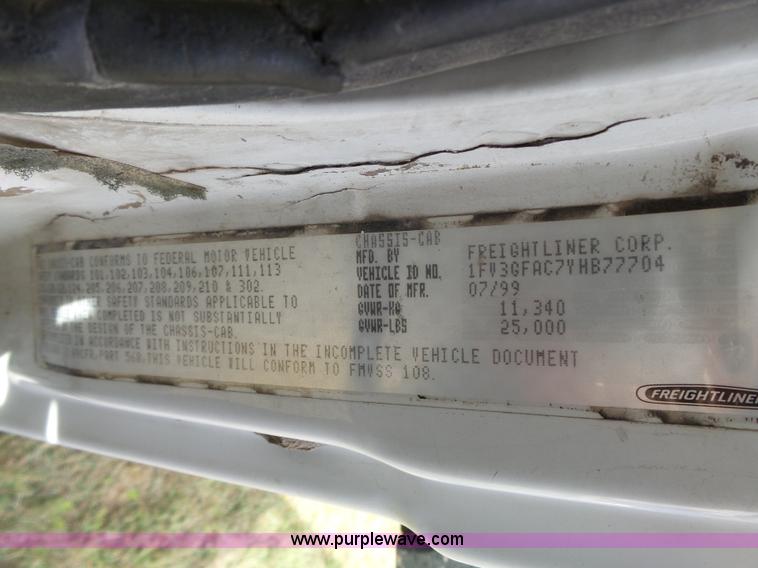 CHASSIS-CAB CONFORMS TO FEDERAL MOTOR VEHICLE
STANDARDS 101,102,103,104,106,107,111,113
124,205,206,207,208,209,210 & 302.
SAFETY STANDARDS APPLICABLE TO
COMPLETED IS NOT SUBSTANTIALLY
THE DESIGN OF THE CHASSIS-CAB.
IN ACCORDANCE WITH INSTRUCTIONS IN THE INCOMPLETE VEHICLE DOCUMENT
PART 568,THIS VEHICLE WILL CONFORM TO FMVSS 108.
CHASSIS-CAB
MFD. BY FREIGHTLINER CORP.
VEHICLE ID NO. 1FV3GFAC7YHB77704
DATE OF MFR. 07/99
GVWR-KG 11,340
GVWR-LBS 25,000
FREIGHTLINER
www.purplewave.com